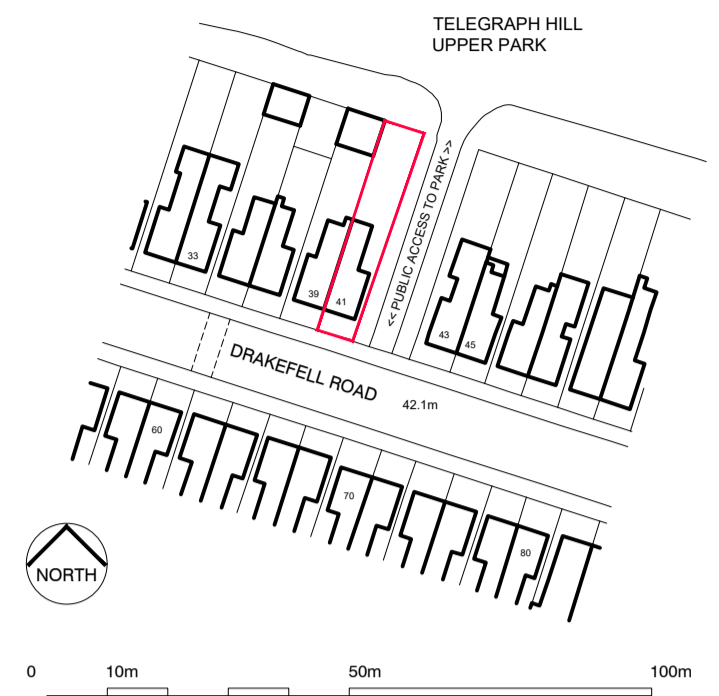 TELEGRAPH HILL
UPPER PARK
<< PUBLIC ACCESS TO PARK >>
33
39
41
43
45
DRAKEFELL ROAD
42.1m
60
70
80
NORTH
0
10m
50m
100m